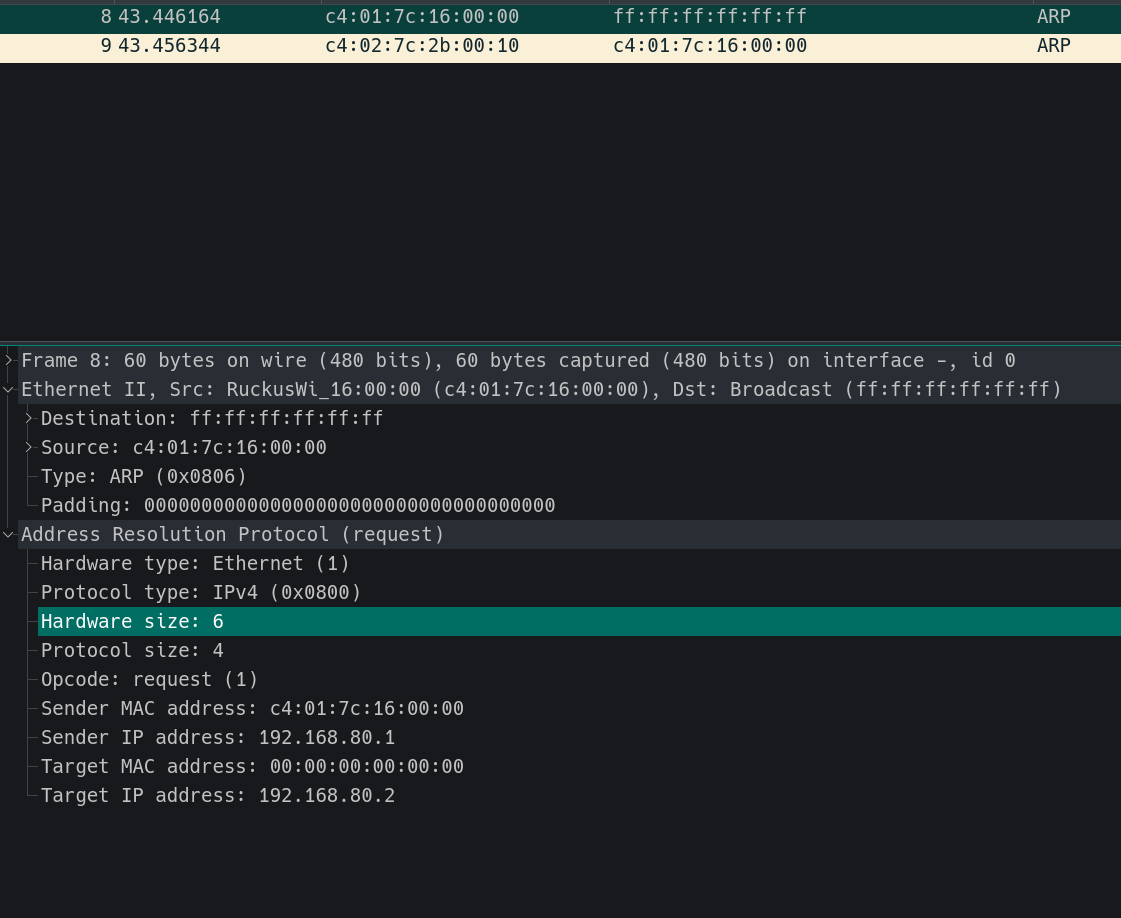 8 43.446164 c4:01:7c:16:00:00 ff:ff:ff:ff:ff:ff ARP
9 43.456344 c4:02:7c:2b:00:10 c4:01:7c:16:00:00 ARP
Frame 8: 60 bytes on wire (480 bits), 60 bytes captured (480 bits) on interface -, id 0
Ethernet II, Src: RuckusWi_16:00:00 (c4:01:7c:16:00:00), Dst: Broadcast (ff:ff:ff:ff:ff:ff)
Destination: ff:ff:ff:ff:ff:ff
Source: c4:01:7c:16:00:00
Type: ARP (0x0806)
Padding: 000000000000000000000000000000000000
Address Resolution Protocol (request)
Hardware type: Ethernet (1)
Protocol type: IPv4 (0x0800)
Hardware size: 6
Protocol size: 4
Opcode: request (1)
Sender MAC address: c4:01:7c:16:00:00
Sender IP address: 192.168.80.1
Target MAC address: 00:00:00:00:00:00
Target IP address: 192.168.80.2